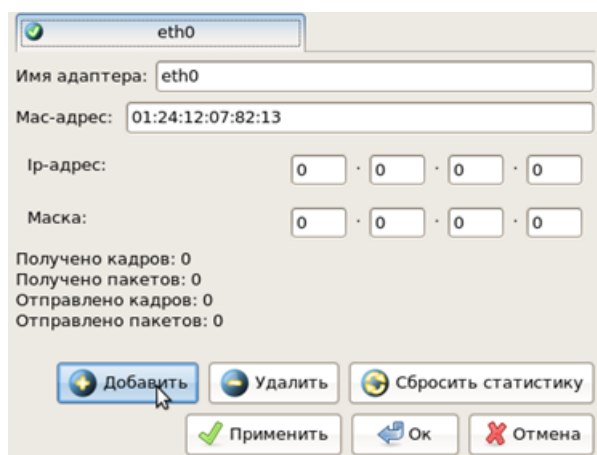 eth0
Имя адаптера: eth0
Мас-адрес: 01:24:12:07:82:13
Ip-адрес: 0 . 0 . 0 . 0
Маска: 0 . 0 . 0 . 0
Получено кадров: 0
Получено пакетов: 0
Отправлено кадров: 0
Отправлено пакетов: 0
Добавить Удалить Сбросить статистику
Применить Ок Отмена